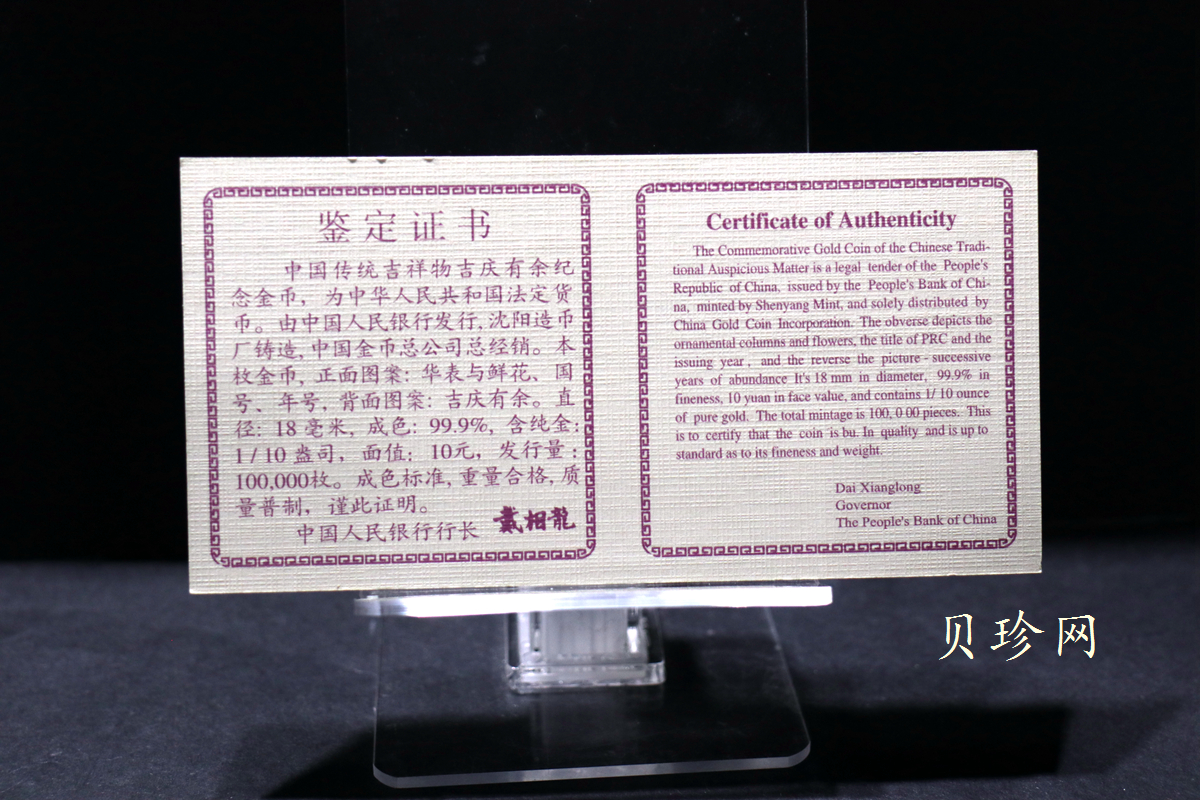 鉴定证书
中国传统吉祥物吉庆有余纪
念金币，为中华人民共和国法定货
币。由中国人民银行发行,沈阳造币
厂铸造,中国金币总公司总经销。本
枚金币,正面图案:华表与鲜花、国
号、年号,背面图案:吉庆有余。直
径:18毫米,成色:99.9%,含纯金:
1/10盎司,面值:10元,发行量:
100,000枚。成色标准,重量合格,质
量普制,谨此证明。
中国人民银行行长 戴相龍
Certificate of Authenticity
The Commemorative Gold Coin of the Chinese Tradi-
tional Auspicious Matter is a legal tender of the People's
Republic of China, issued by the People's Bank of Chi-
na, minted by Shenyang Mint, and solely distributed by
China Gold Coin Incorporation. The obverse depicts the
ornamental columns and flowers, the title of PRC and the
issuing year, and the reverse the picture-successive
years of abundance It's 18 mm in diameter, 99.9% in
fineness, 10 yuan in face value, and contains 1/10 ounce
of pure gold. The total mintage is 100, 0 00 pieces. This
is to certify that the coin is bu. In quality and is up to
standard as to its fineness and weight.
Dai Xianglong
Governor
The People's Bank of China
贝珍网